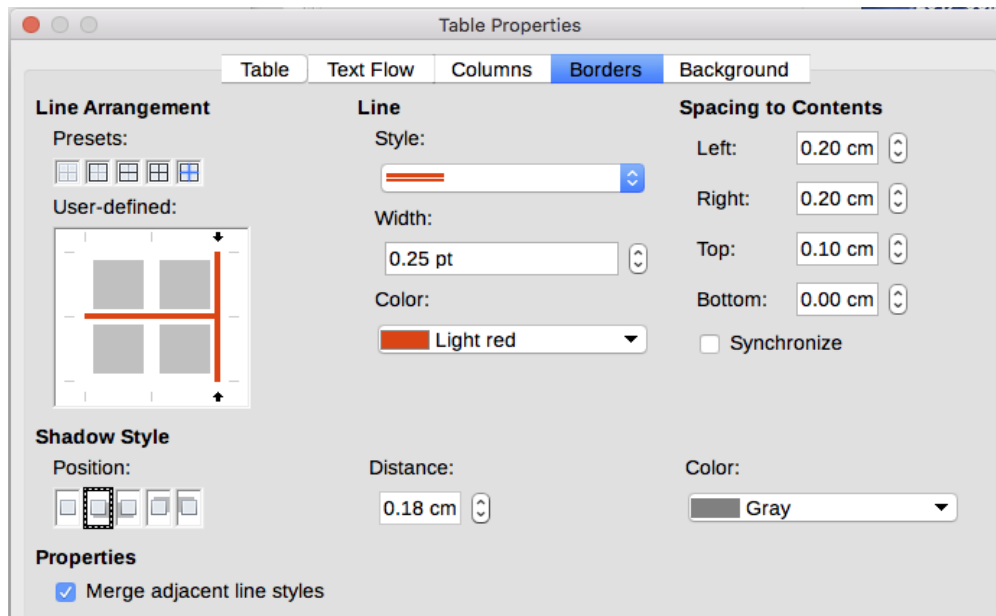 Table Properties
Table Text Flow Columns Borders Background
Line Arrangement
Presets:
User-defined:
Line
Style:
Width:
0.25 pt
Color:
Light red
Spacing to Contents
Left: 0.20 cm
Right: 0.20 cm
Top: 0.10 cm
Bottom: 0.00 cm
Synchronize
Shadow Style
Position:
Distance:
0.18 cm
Color:
Gray
Properties
Merge adjacent line styles